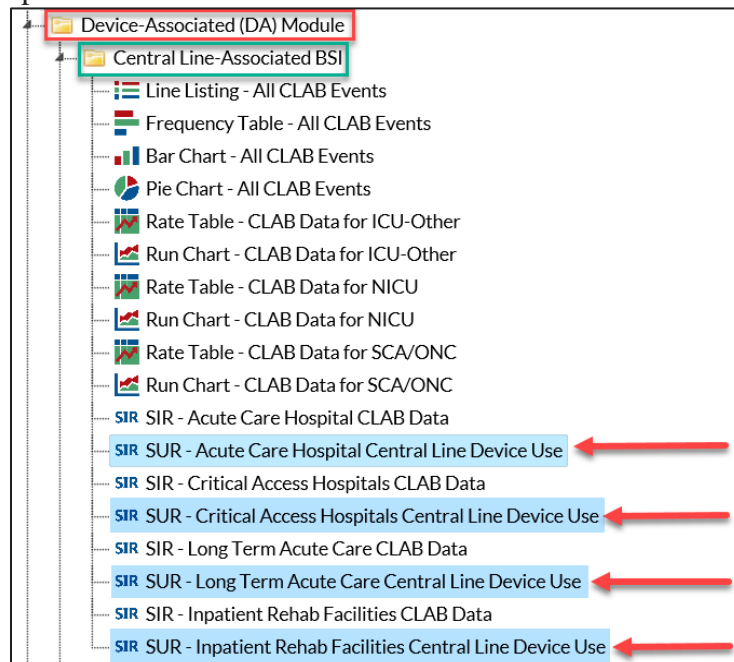 Device-Associated (DA) Module
Central Line-Associated BSI
Line Listing - All CLAB Events
Frequency Table - All CLAB Events
Bar Chart - All CLAB Events
Pie Chart - All CLAB Events
Rate Table - CLAB Data for ICU-Other
Run Chart - CLAB Data for ICU-Other
Rate Table - CLAB Data for NICU
Run Chart - CLAB Data for NICU
Rate Table - CLAB Data for SCA/ONC
Run Chart - CLAB Data for SCA/ONC
SIR SIR - Acute Care Hospital CLAB Data
SIR SUR - Acute Care Hospital Central Line Device Use
SIR SIR - Critical Access Hospitals CLAB Data
SIR SUR - Critical Access Hospitals Central Line Device Use
SIR SIR - Long Term Acute Care CLAB Data
SIR SUR - Long Term Acute Care Central Line Device Use
SIR SIR - Inpatient Rehab Facilities CLAB Data
SIR SUR - Inpatient Rehab Facilities Central Line Device Use